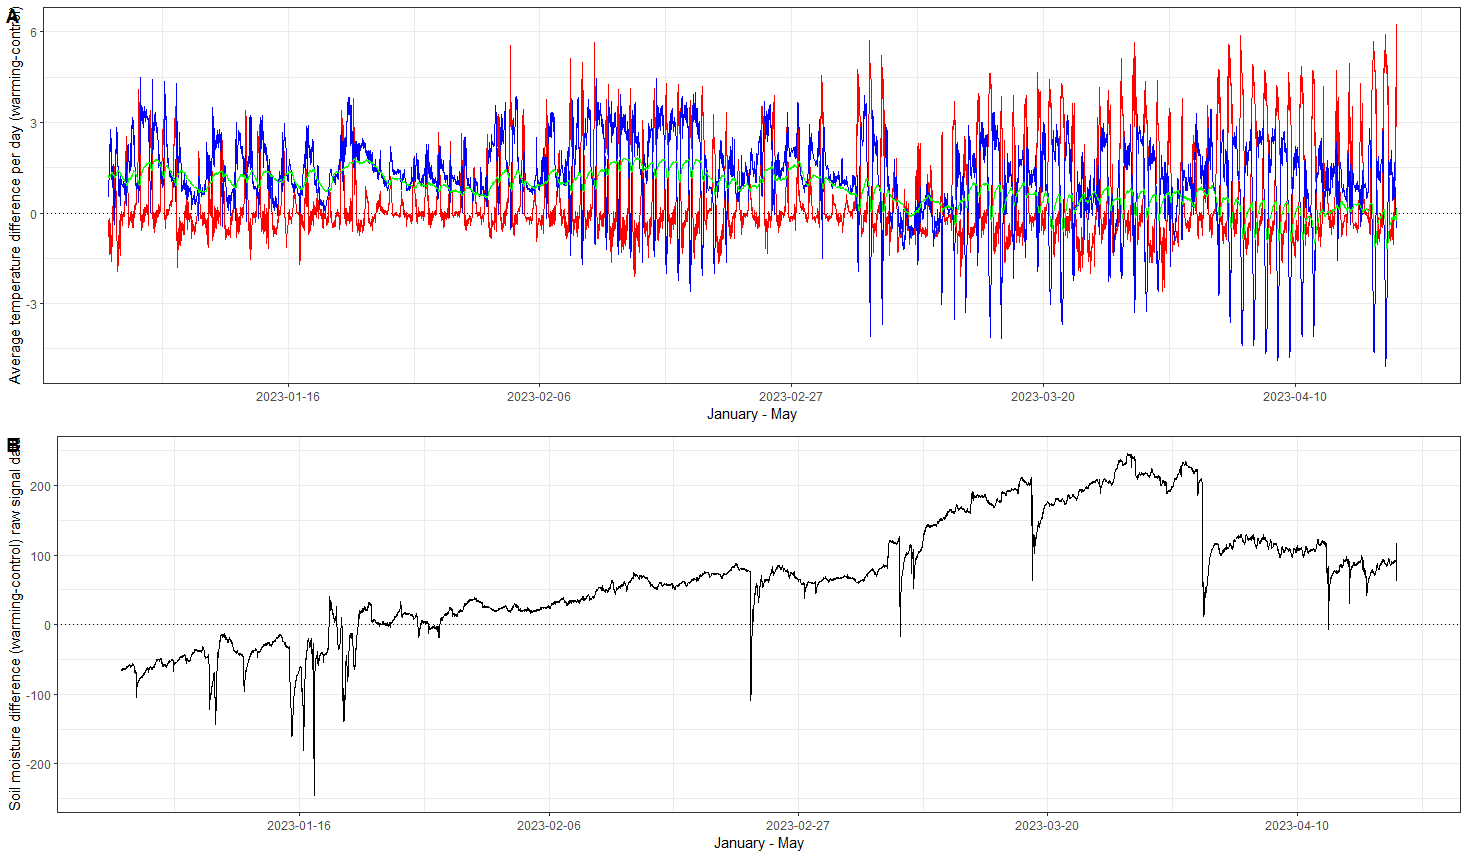 A
Average temperature difference per day (warming-control)
6
3
0
-3
2023-01-16 2023-02-06 2023-02-27 2023-03-20 2023-04-10
January - May
B
Soil moisture difference (warming-control) raw signal da
200
100
0
-100
-200
2023-01-16 2023-02-06 2023-02-27 2023-03-20 2023-04-10
January - May